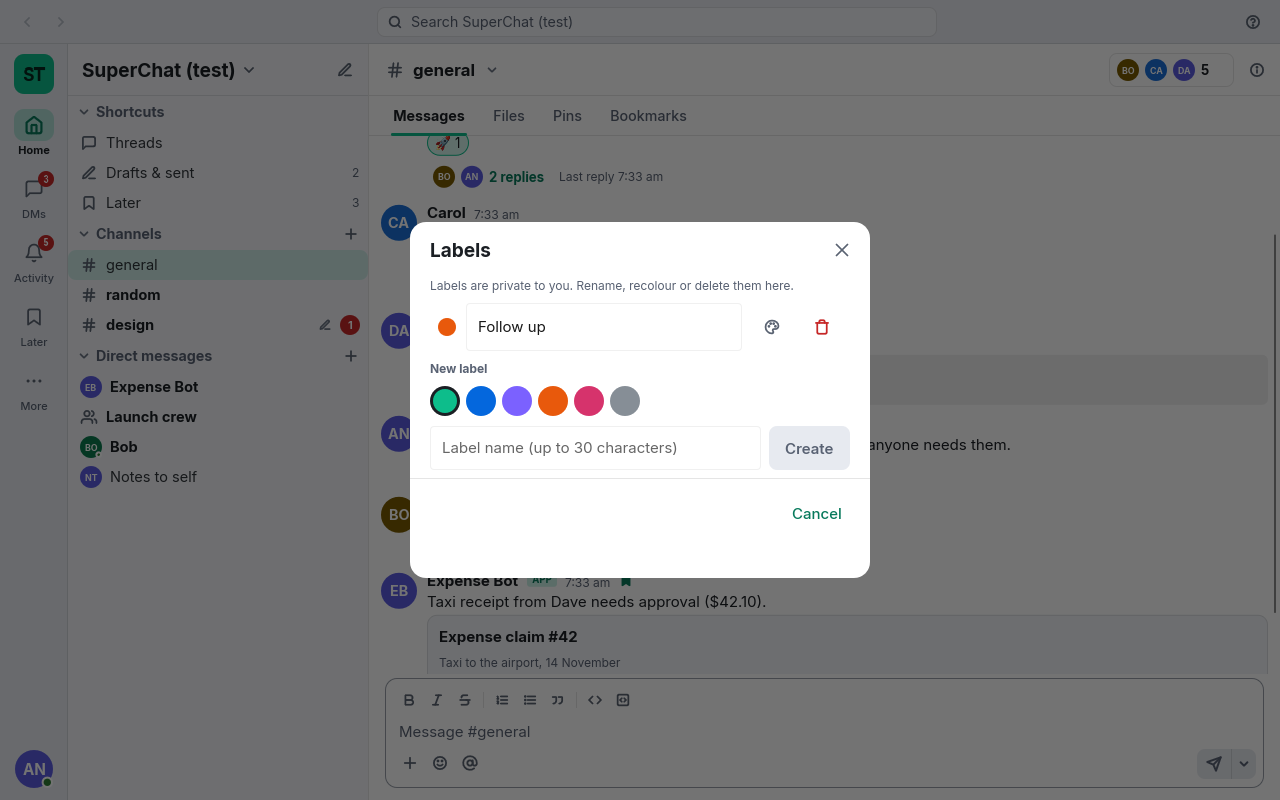 Search SuperChat (test)
ST
SuperChat (test)
general
BO CA DA 5
Messages Files Pins Bookmarks
Home
DMs 3
Activity 5
Later
More
AN
Shortcuts
Threads
Drafts & sent 2
Later 3
Channels
general
random
design 1
Direct messages
EB Expense Bot
Launch crew
BO Bob
NT Notes to self
1
BO AN 2 replies Last reply 7:33 am
CA Carol 7:33 am
DA
AN anyone needs them.
BO
Labels
Labels are private to you. Rename, recolour or delete them here.
Follow up
New label
Label name (up to 30 characters) Create
Cancel
EB Expense Bot APP 7:33 am
Taxi receipt from Dave needs approval ($42.10).
Expense claim #42
Taxi to the airport, 14 November
Message #general